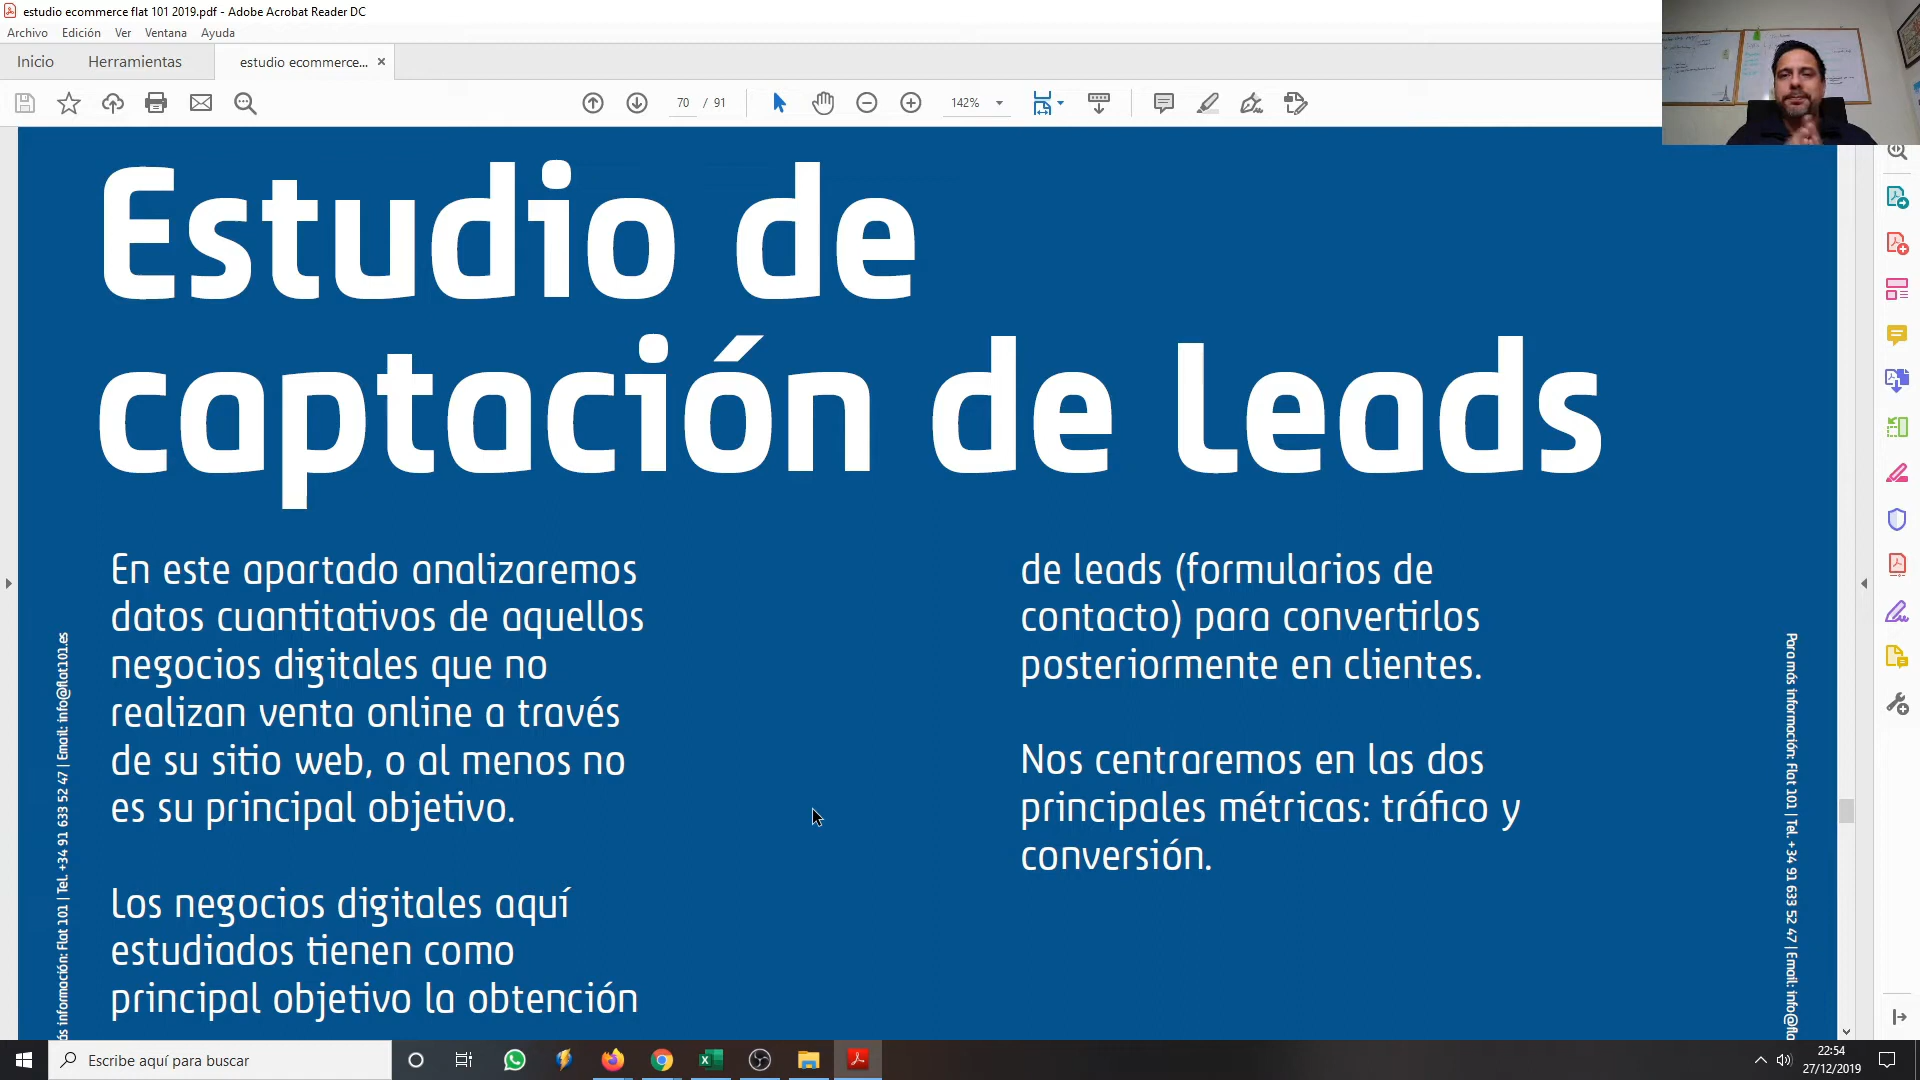 estudio ecommerce flat 101 2019.pdf - Adobe Acrobat Reader DC
Archivo Edición Ver Ventana Ayuda
Inicio Herramientas estudio ecommerce... ×
70 / 91 142%
Estudio de
captación de Leads
En este apartado analizaremos
datos cuantitativos de aquellos
negocios digitales que no
realizan venta online a través
de su sitio web, o al menos no
es su principal objetivo.
Los negocios digitales aquí
estudiados tienen como
principal objetivo la obtención
de leads (formularios de
contacto) para convertirlos
posteriormente en clientes.
Nos centraremos en las dos
principales métricas: tráfico y
conversión.
ás información: Flat 101 | Tel. +34 91 633 52 47 | Email: info@flat101.es
Para más información: Flat 101 | Tel. +34 91 633 52 47 | Email: info@fla
Escribe aquí para buscar
22:54
27/12/2019